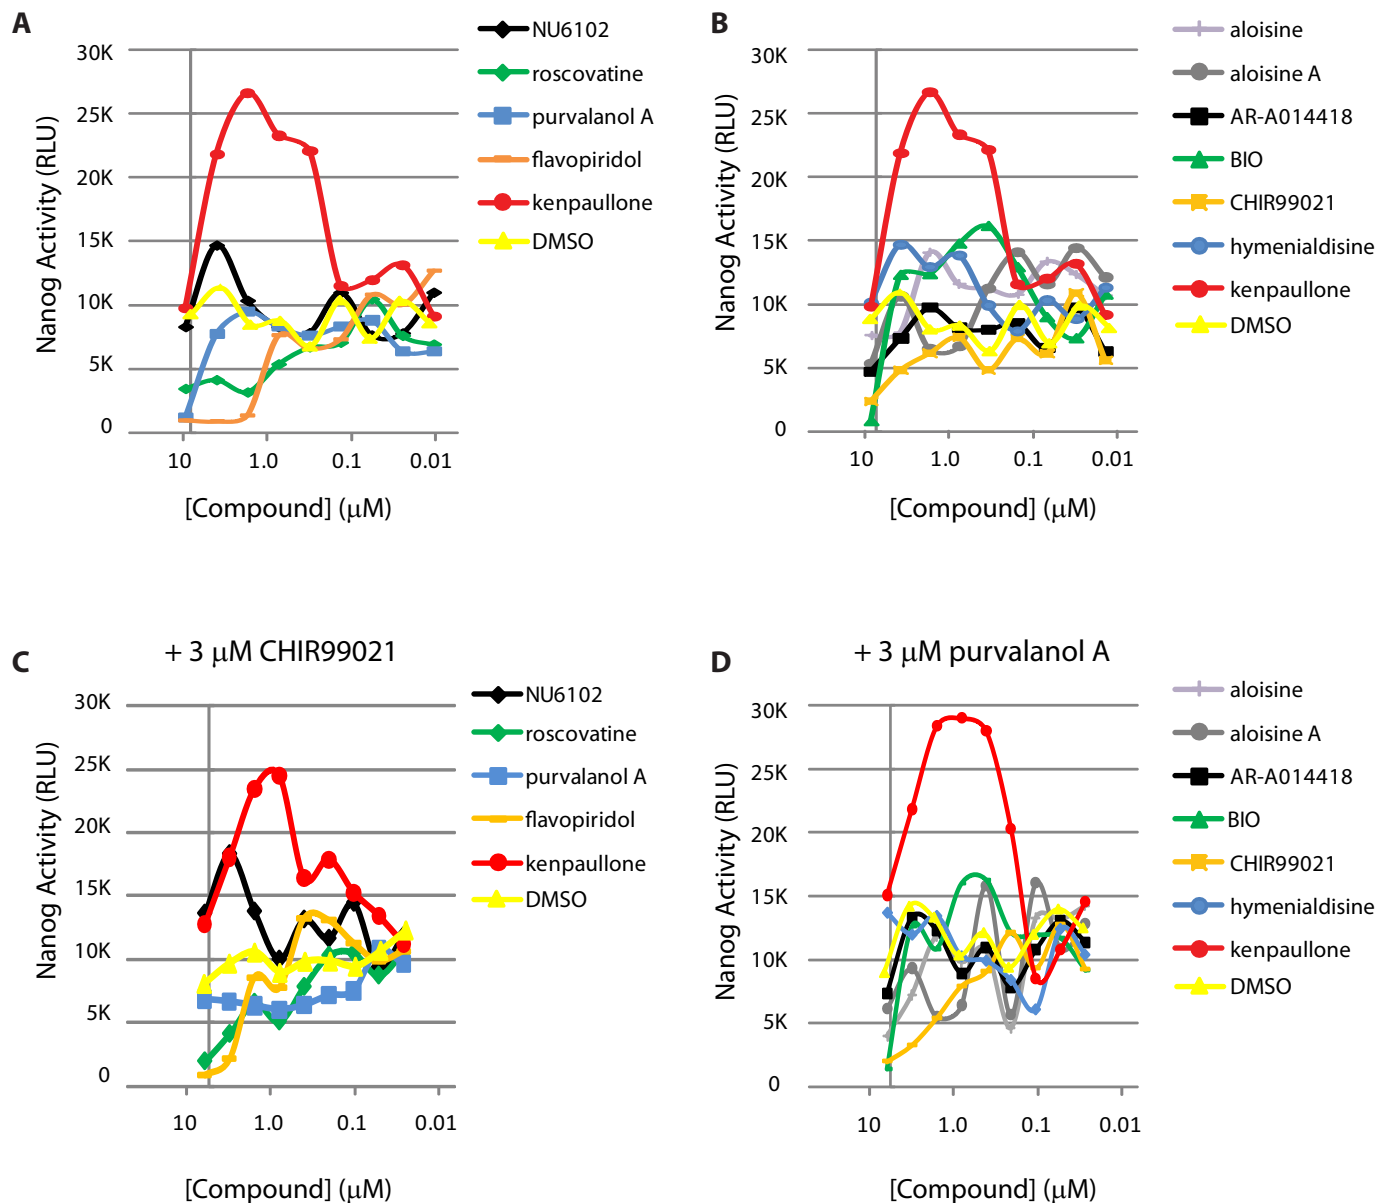 A
Nanog Activity (RLU)
30K
25K
20K
15K
10K
5K
0
10 1.0 0.1 0.01
[Compound] (μM)
NU6102
roscovatine
purvalanol A
flavopiridol
kenpaullone
DMSO
B
Nanog Activity (RLU)
30K
25K
20K
15K
10K
5K
0
10 1.0 0.1 0.01
[Compound] (μM)
aloisine
aloisine A
AR-A014418
BIO
CHIR99021
hymenialdisine
kenpaullone
DMSO
C
+ 3 μM CHIR99021
Nanog Activity (RLU)
30K
25K
20K
15K
10K
5K
0
10 1.0 0.1 0.01
[Compound] (μM)
NU6102
roscovatine
purvalanol A
flavopiridol
kenpaullone
DMSO
D
+ 3 μM purvalanol A
Nanog Activity (RLU)
30K
25K
20K
15K
10K
5K
0
10 1.0 0.1 0.01
[Compound] (μM)
aloisine
aloisine A
AR-A014418
BIO
CHIR99021
hymenialdisine
kenpaullone
DMSO